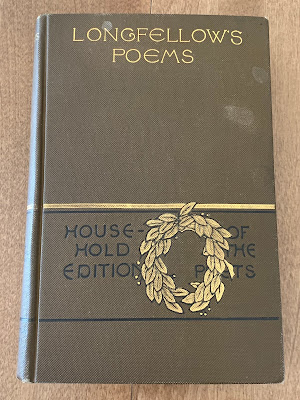 LONGFELLOW'S
POEMS
HOUSE- OF
HOLD THE
EDITION POETS